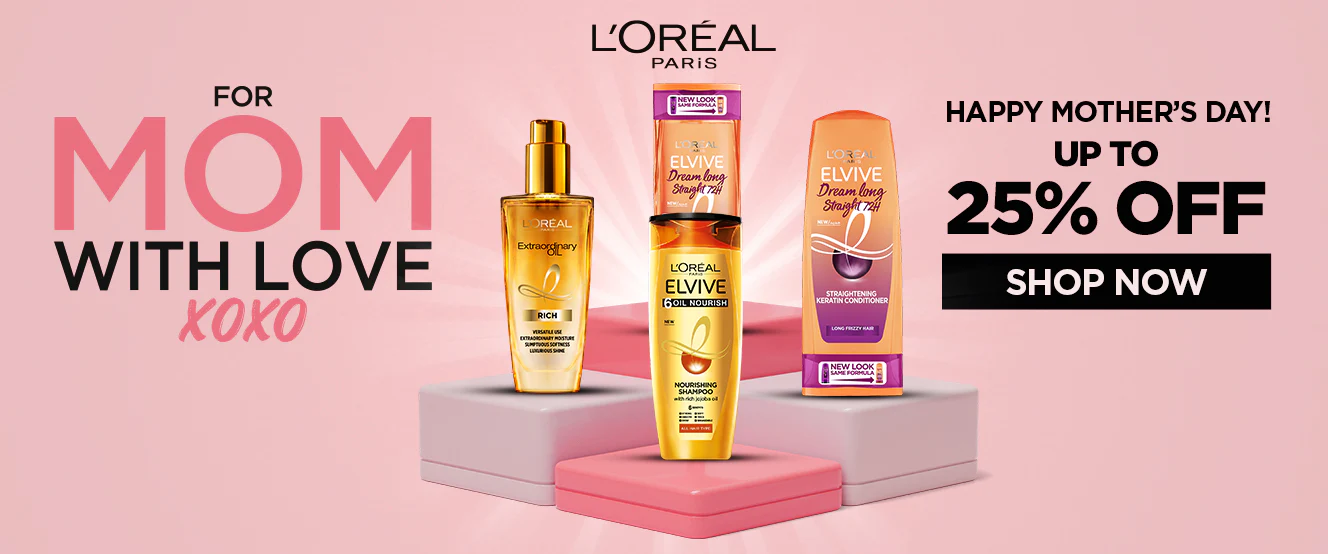 L'ORÉAL
PARiS
FOR
MOM
WITH LOVE
XOXO
L'ORÉAL
PARIS
Extraordinary
OIL
RICH
VERSATILE USE
EXTRAORDINARY MOISTURE
SUMPTUOUS SOFTNESS
LUXURIOUS SHINE
NEW LOOK
SAME FORMULA
L'ORÉAL
ELVIVE
Dream long
Straight 72H
L'ORÉAL
PARIS
ELVIVE
6 OIL NOURISH
NEW
NOURISHING
SHAMPOO
with rich jojoba oil
ALL HAIR TYPE
L'ORÉAL
PARIS
ELVIVE
Dream long
Straight 72H
STRAIGHTENING
KERATIN CONDITIONER
LONG FRIZZY HAIR
NEW LOOK
SAME FORMULA
HAPPY MOTHER'S DAY!
UP TO
25% OFF
SHOP NOW